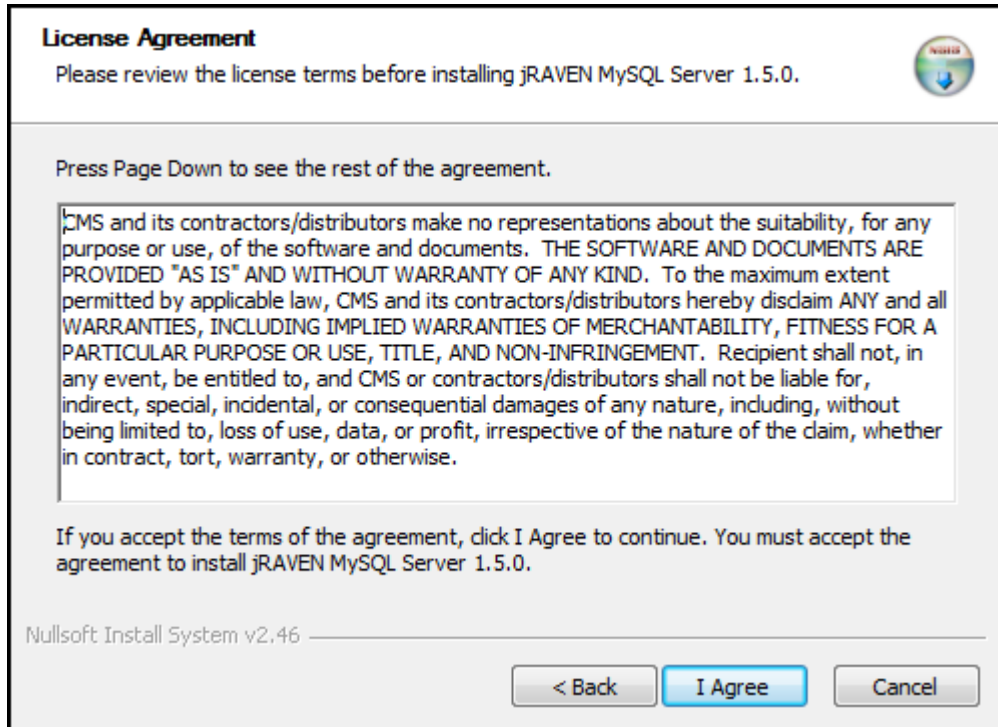 License Agreement
Please review the license terms before installing jRAVEN MySQL Server 1.5.0.
Press Page Down to see the rest of the agreement.
CMS and its contractors/distributors make no representations about the suitability, for any
purpose or use, of the software and documents.  THE SOFTWARE AND DOCUMENTS ARE
PROVIDED "AS IS" AND WITHOUT WARRANTY OF ANY KIND.  To the maximum extent
permitted by applicable law, CMS and its contractors/distributors hereby disclaim ANY and all
WARRANTIES, INCLUDING IMPLIED WARRANTIES OF MERCHANTABILITY, FITNESS FOR A
PARTICULAR PURPOSE OR USE, TITLE, AND NON-INFRINGEMENT.  Recipient shall not, in
any event, be entitled to, and CMS or contractors/distributors shall not be liable for,
indirect, special, incidental, or consequential damages of any nature, including, without
being limited to, loss of use, data, or profit, irrespective of the nature of the claim, whether
in contract, tort, warranty, or otherwise.
If you accept the terms of the agreement, click I Agree to continue. You must accept the
agreement to install jRAVEN MySQL Server 1.5.0.
Nullsoft Install System v2.46
< Back
I Agree
Cancel